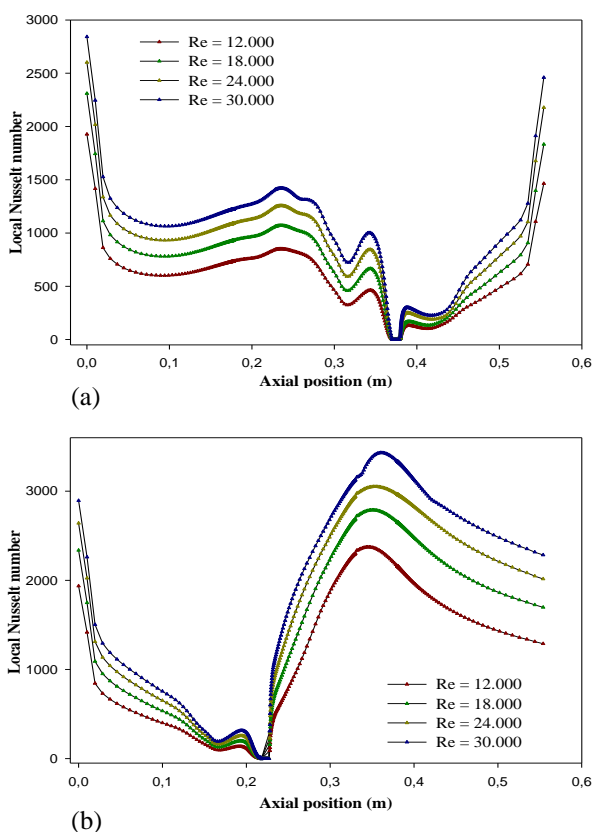 (a)
3000
2500
2000
1500
1000
500
0
Local Nusselt number
Re = 12.000
Re = 18.000
Re = 24.000
Re = 30.000
0,0 0,1 0,2 0,3 0,4 0,5 0,6
Axial position (m)
(a)
3000
2000
1000
0
Local Nusselt number
Re = 12.000
Re = 18.000
Re = 24.000
Re = 30.000
0,0 0,1 0,2 0,3 0,4 0,5 0,6
Axial position (m)
(b)